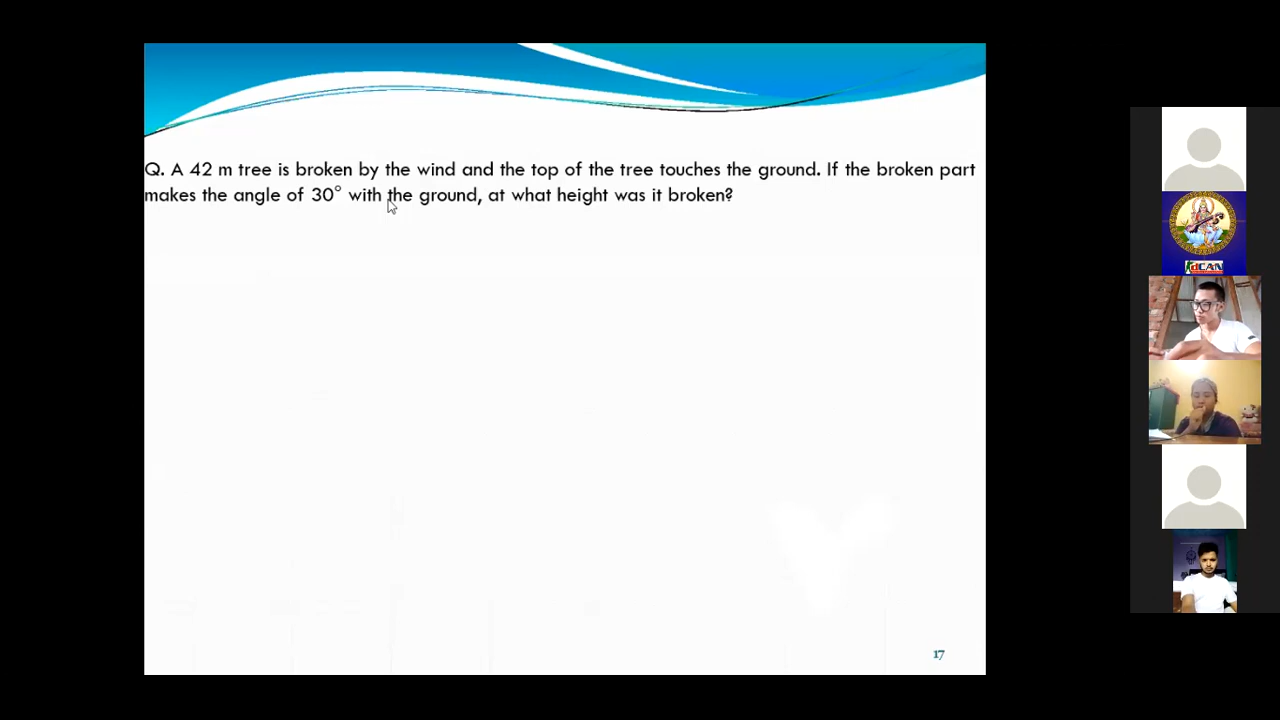 Q. A 42 m tree is broken by the wind and the top of the tree touches the ground. If the broken part
makes the angle of 30° with the ground, at what height was it broken?
17